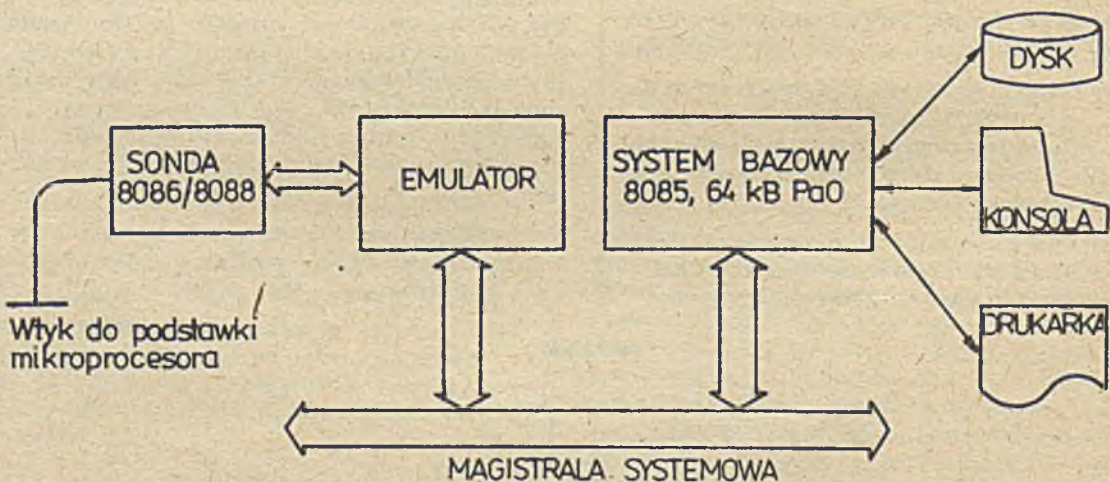 DYSK
SONDA
8086/8088
EMULATOR
SYSTEM BAZOWY
8085, 64 kB PaO
KONSOLA
Wtyk do podstawki
mikroprocesora
DRUKARKA
MAGISTRALA SYSTEMOWA